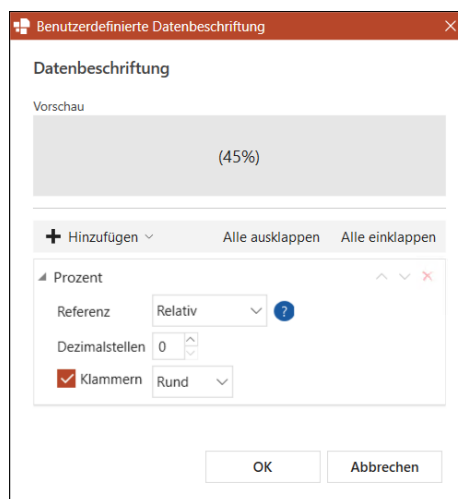 Benutzerdefinierte Datenbeschriftung
Datenbeschriftung
Vorschau
(45%)
Hinzufügen Alle ausklappen Alle einklappen
Prozent
Referenz Relativ ?
Dezimalstellen 0
Klammern Rund
OK Abbrechen